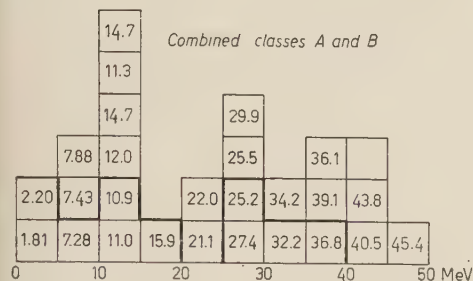 14.7
Combined classes A and B
11.3
14.7 29.9
7.88 12.0 25.5 36.1
2.20 7.43 10.9 22.0 25.2 34.2 39.1 43.8
1.81 7.28 11.0 15.9 21.1 27.4 32.2 36.8 40.5 45.4
0 10 20 30 40 50 MeV